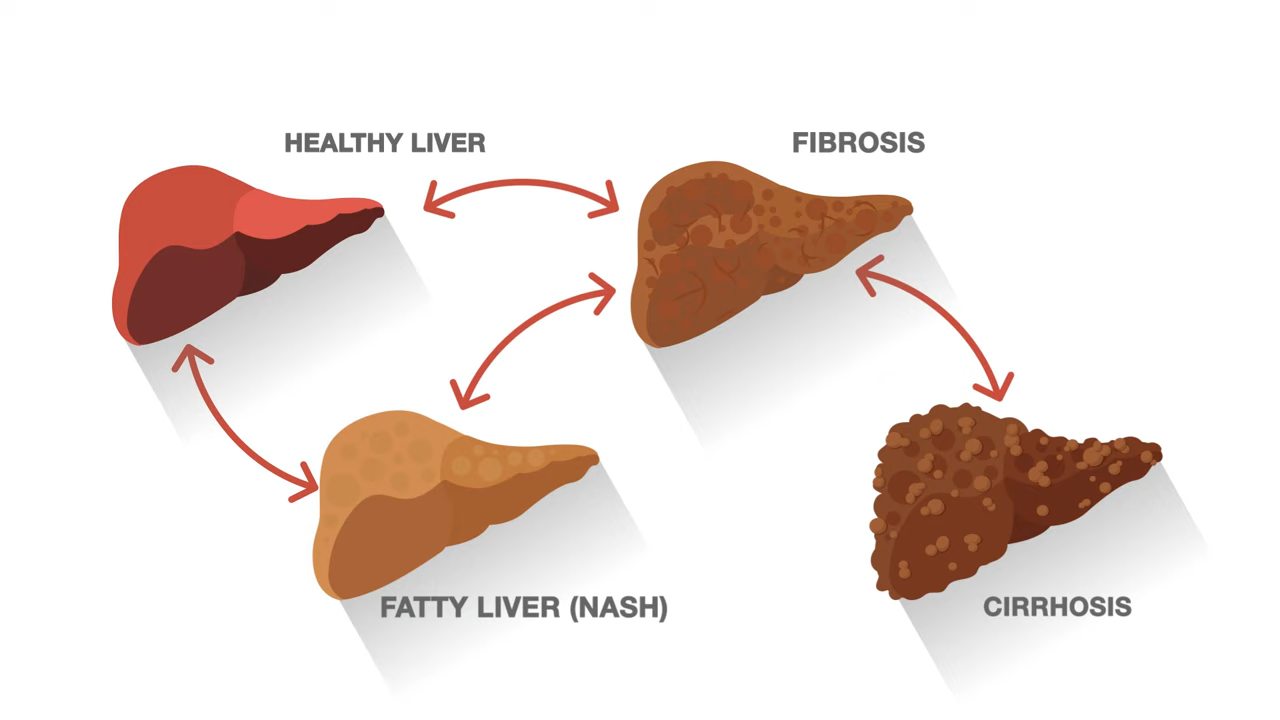 HEALTHY LIVER
FIBROSIS
FATTY LIVER (NASH)
CIRRHOSIS